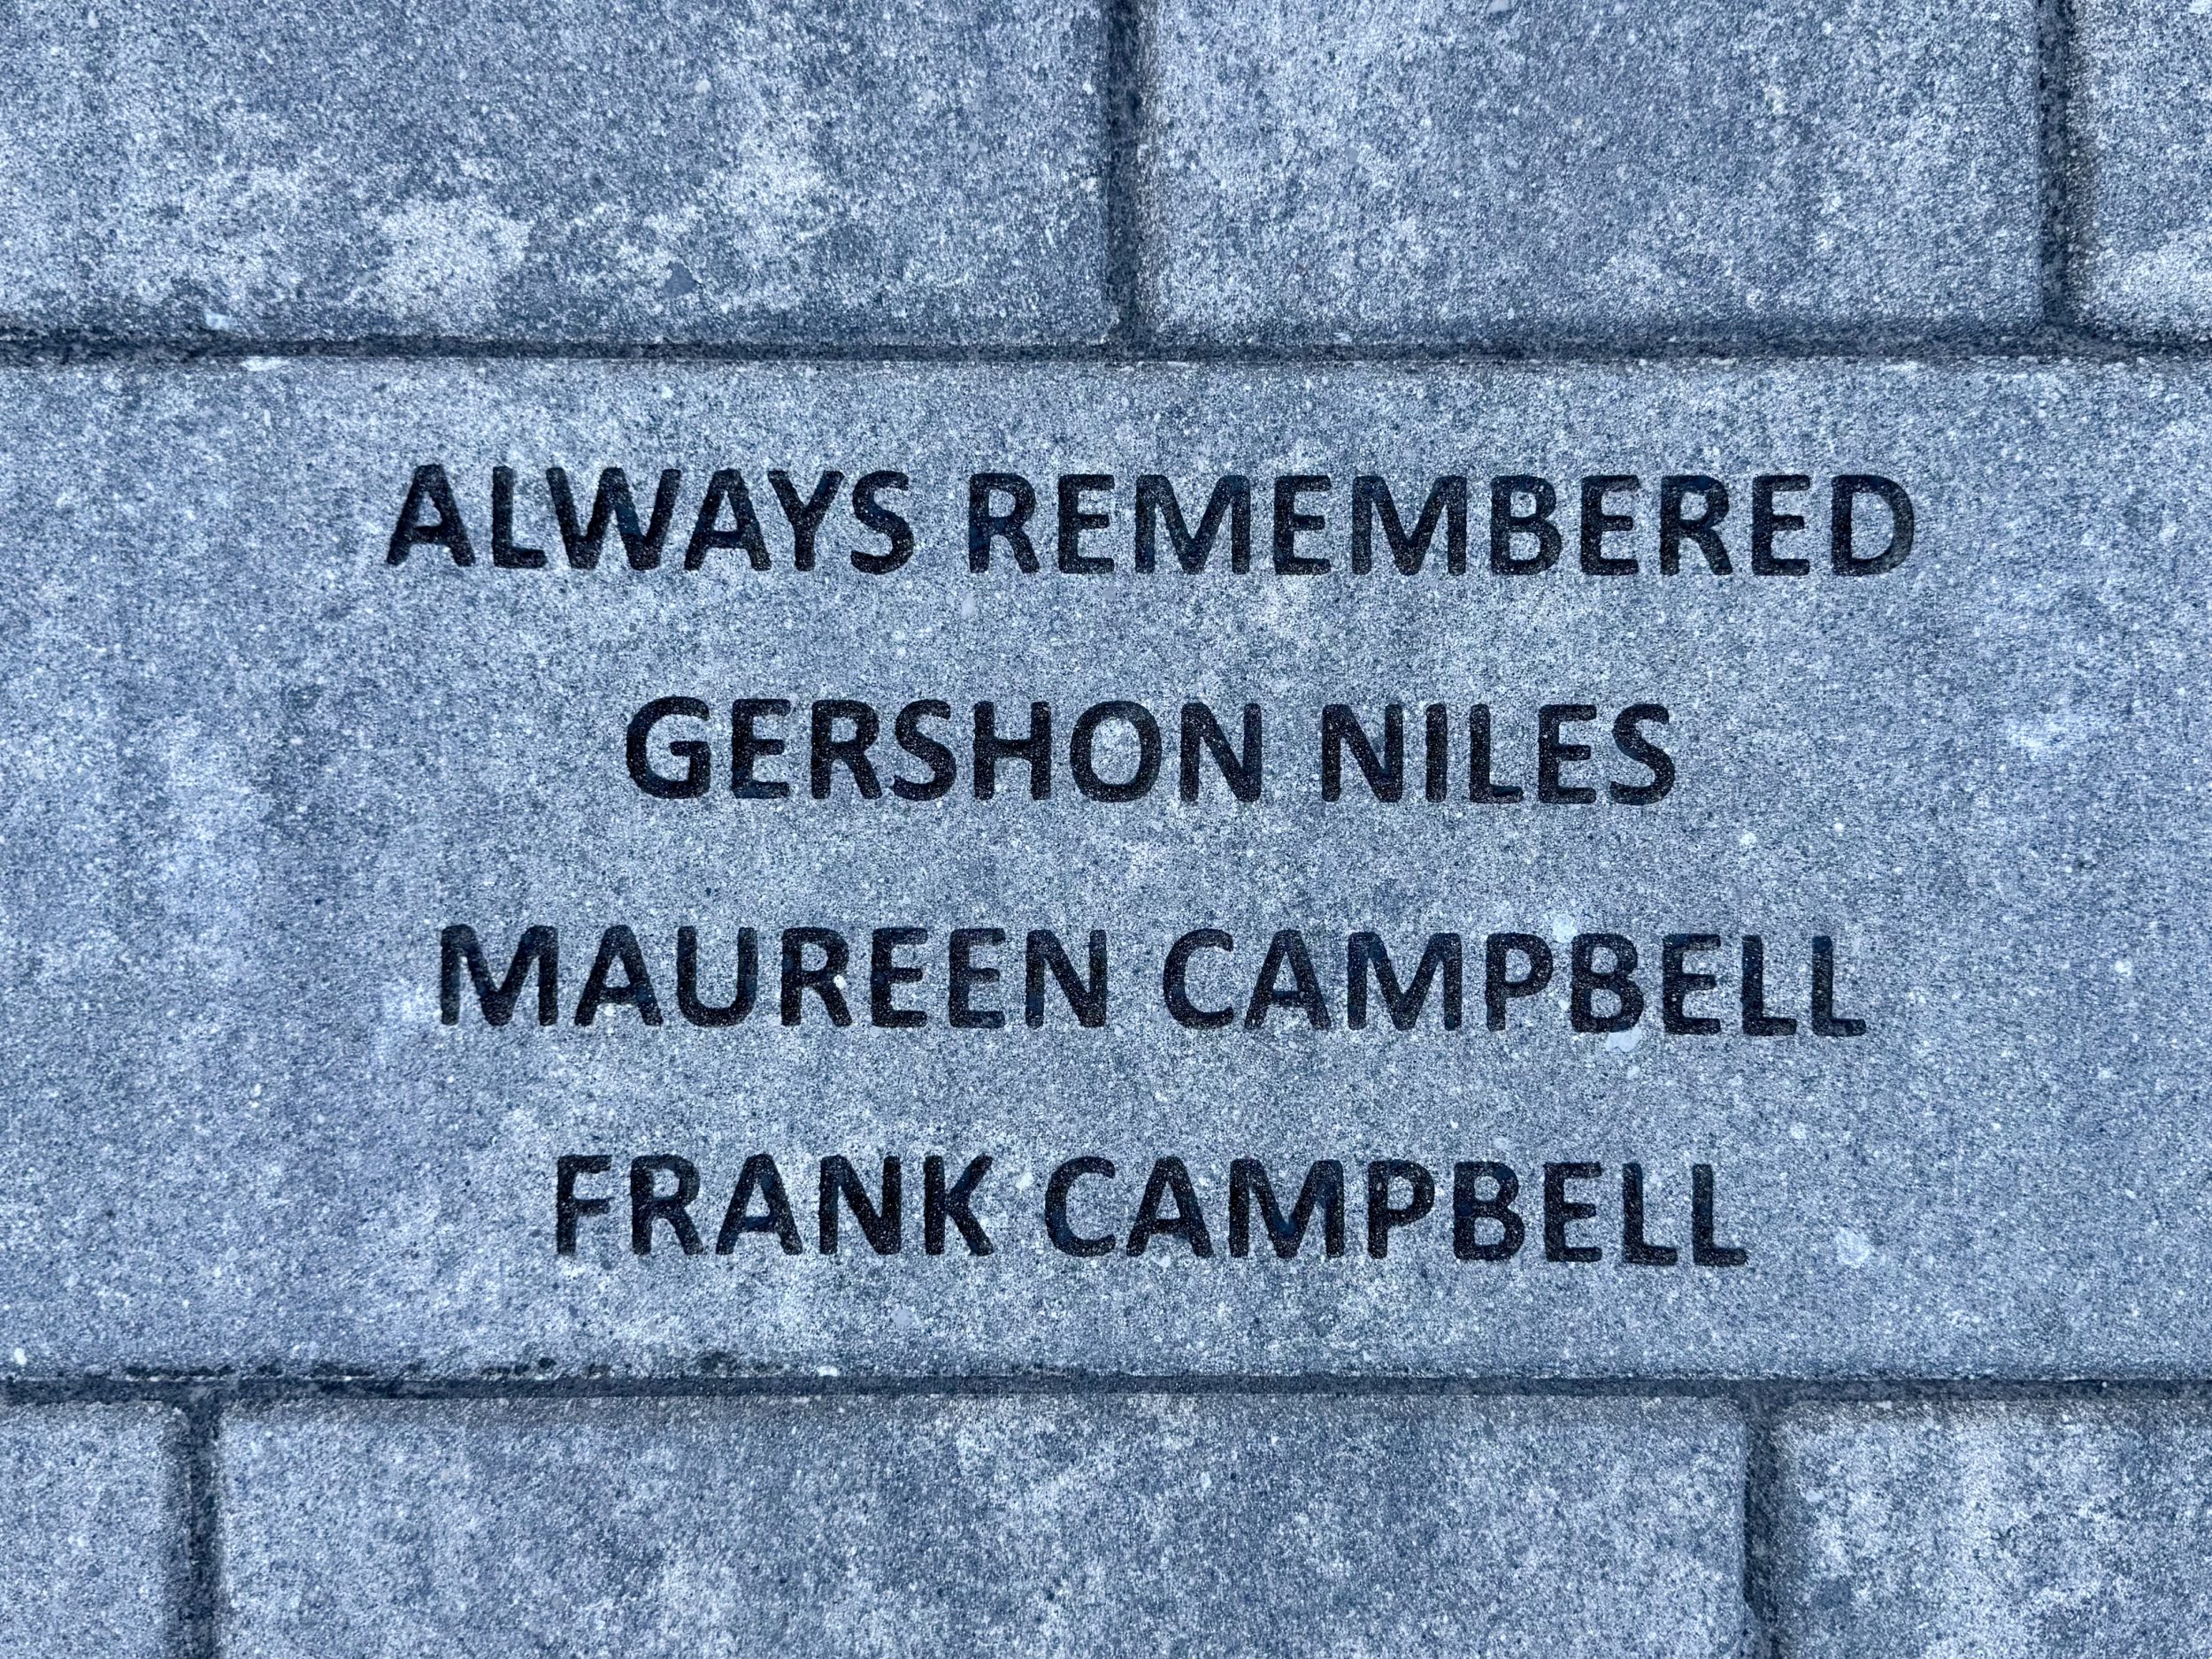 ALWAYS REMEMBERED
GERSHON NILES
MAUREEN CAMPBELL
FRANK CAMPBELL